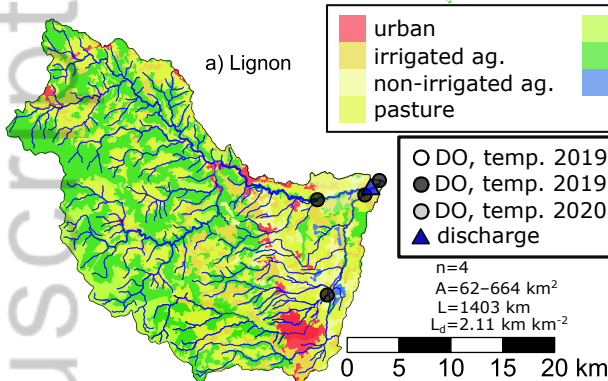 uscript
a) Lignon
urban
irrigated ag.
non-irrigated ag.
pasture
DO, temp. 2019
DO, temp. 2019
DO, temp. 2020
discharge
n=4
A=62–664 km²
L=1403 km
L_d=2.11 km km⁻²
0 5 10 15 20 km